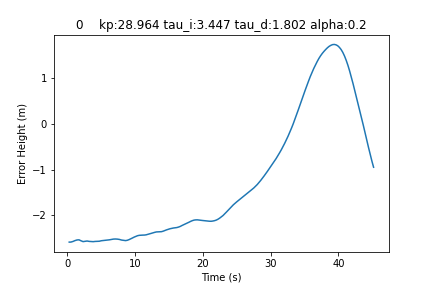 0    kp:28.964 tau_i:3.447 tau_d:1.802 alpha:0.2
1
0
−1
−2
Error Height (m)
0 10 20 30 40
Time (s)